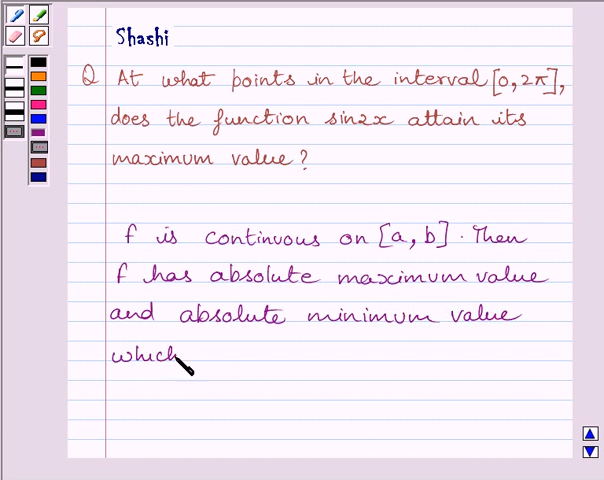 Shashi
Q At what points in the interval [0, 2π],
does the function sin2x attain its
maximum value?
f is continuous on [a, b]. Then
f has absolute maximum value
and absolute minimum value
which